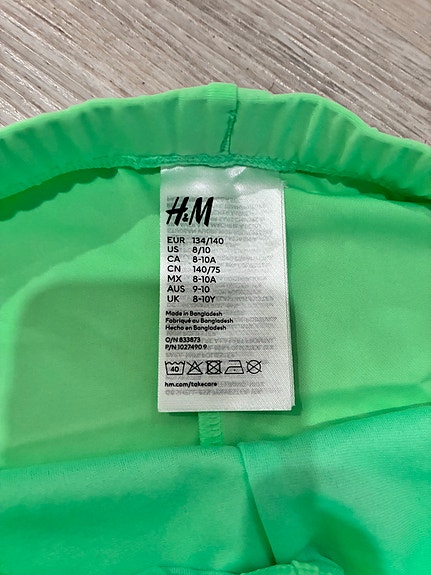 H&M
EUR 134/140
US 8/10
CA 8-10A
CN 140/75
MX 8-10A
AUS 9-10
UK 8-10Y
Made in Bangladesh
Fabriqué au Bangladesh
Hecho en Bangladesh
O/N 833873
P/N 1027490 9
40
hm.com/takecare